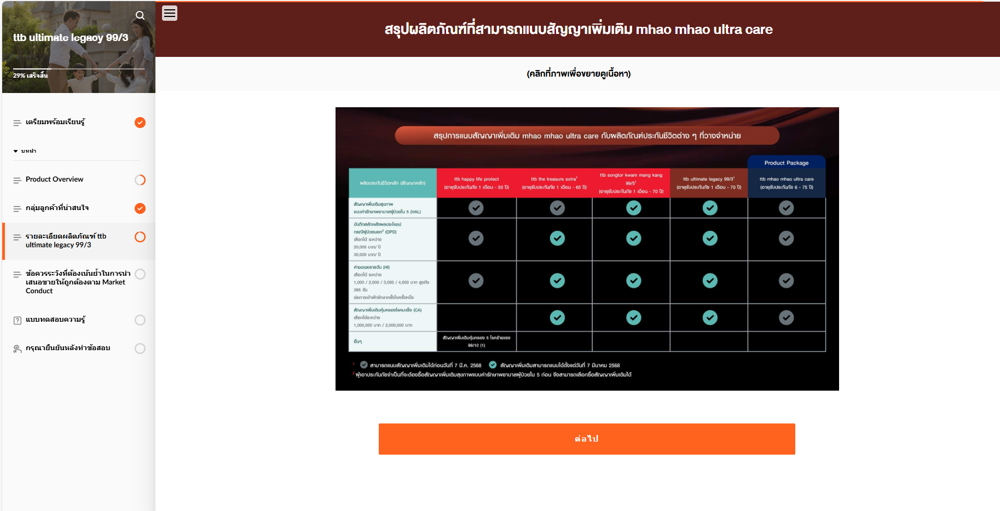 ttb ultimate legacy 99/3
29% เสร็จสิ้น
เตรียมพร้อมเรียนรู้
บทนำ
Product Overview
กลุ่มลูกค้าที่น่าสนใจ
รายละเอียดผลิตภัณฑ์ ttb
ultimate legacy 99/3
ข้อควรระวังที่ต้องเน้นย้ำในการนำ
เสนอขายให้ถูกต้องตาม Market
Conduct
แบบทดสอบความรู้
กรุณายืนยันหลังทำข้อสอบ
สรุปผลิตภัณฑ์ที่สามารถแนบสัญญาเพิ่มเติม mhao mhao ultra care
(คลิกที่ภาพเพื่อขยายดูเนื้อหา)
สรุปการแนบสัญญาเพิ่มเติม mhao mhao ultra care กับผลิตภัณฑ์ประกันชีวิตต่าง ๆ ที่วางจำหน่าย
Product Package
ผลิตประกันชีวิตหลัก (สัญญาหลัก)
ttb happy life protect
(อายุรับประกันภัย 1 เดือน - 50 ปี)
ttb the treasure extra¹
(อายุรับประกันภัย 1 เดือน - 65 ปี)
ttb songtor kwam mang kang
99/5¹
(อายุรับประกันภัย 1 เดือน - 70 ปี)
ttb ultimate legacy 99/3¹
(อายุรับประกันภัย 1 เดือน - 70 ปี)
ttb mhao mhao ultra care
(อายุรับประกันภัย 6 - 75 ปี)
สัญญาเพิ่มเติมสุขภาพ
แบบค่ารักษาพยาบาลผู้ป่วยใน 5 (HAL)
บันทึกสลักหลังผลประโยชน์
กรณีผู้ป่วยนอก² (OPD)
เลือกได้ ระหว่าง
20,000 บาท/ ปี
30,000 บาท/ ปี
ค่าชดเชยรายวัน (HI)
เลือกได้ ระหว่าง
1,000 / 2,000 / 3,000 / 4,000 บาท สูงถึง
365 วัน
ต่อการเข้าพักรักษาครั้งใดครั้งหนึ่ง
สัญญาเพิ่มเติมคุ้มครองโรคมะเร็ง (CA)
เลือกได้ระหว่าง
1,000,000 บาท / 2,000,000 บาท
อื่นๆ
สัญญาเพิ่มเติมคุ้มครอง 5 โรคร้ายแรง
99/10 (1)
¹ สามารถแนบสัญญาเพิ่มเติมได้ก่อนวันที่ 7 มี.ค. 2568 สัญญาเพิ่มเติมสามารถแนบได้ตั้งแต่วันที่ 7 มีนาคม 2568
² ผู้เอาประกันภัยจำเป็นที่จะต้องซื้อสัญญาเพิ่มเติมสุขภาพแบบค่ารักษาพยาบาลผู้ป่วยใน 5 ก่อน จึงสามารถเลือกซื้อสัญญาเพิ่มเติมได้
ต่อไป